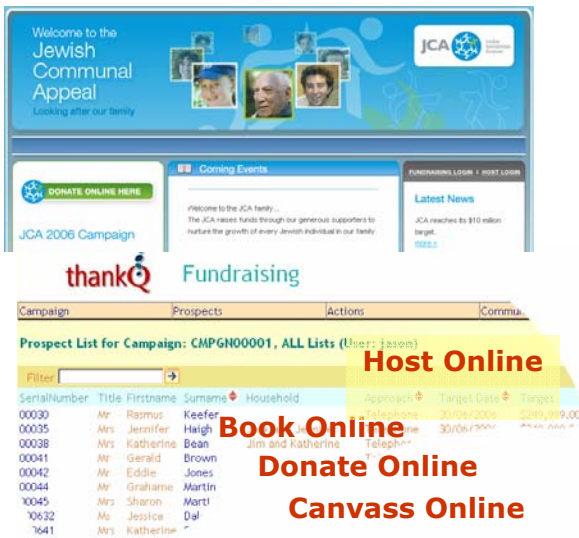 Welcome to the
Jewish
Communal
Appeal
Looking after our family
JCA
Coming Events
DONATE ONLINE HERE
FUNDRAISING LOGIN | HOST LOGIN
Latest News
Welcome to the JCA family...
The JCA raises funds through our generous supporters to
nurture the growth of every Jewish individual in our family
JCA 2006 Campaign
JCA reaches its $10 million
target.
more »
thankQ Fundraising
Campaign Prospects Actions
Prospect List for Campaign: CMPGN00001, ALL Lists (User: jason)
Host Online
Filter
SerialNumber Title Firstname Surname Household Approach Target Date Target
00030 Mr Rasmus Keefer Telephone 30/06/2006
00035 Mrs Jennifer Haigh
Book Online
00038 Mrs Katherine Bean Jim and Katherine
00041 Mr Gerald Brown
Donate Online
00042 Mr Eddie Jones
00044 Mr Grahame Martin
Canvass Online
Mrs Sharon
Ms Jessica
Mrs Katherine